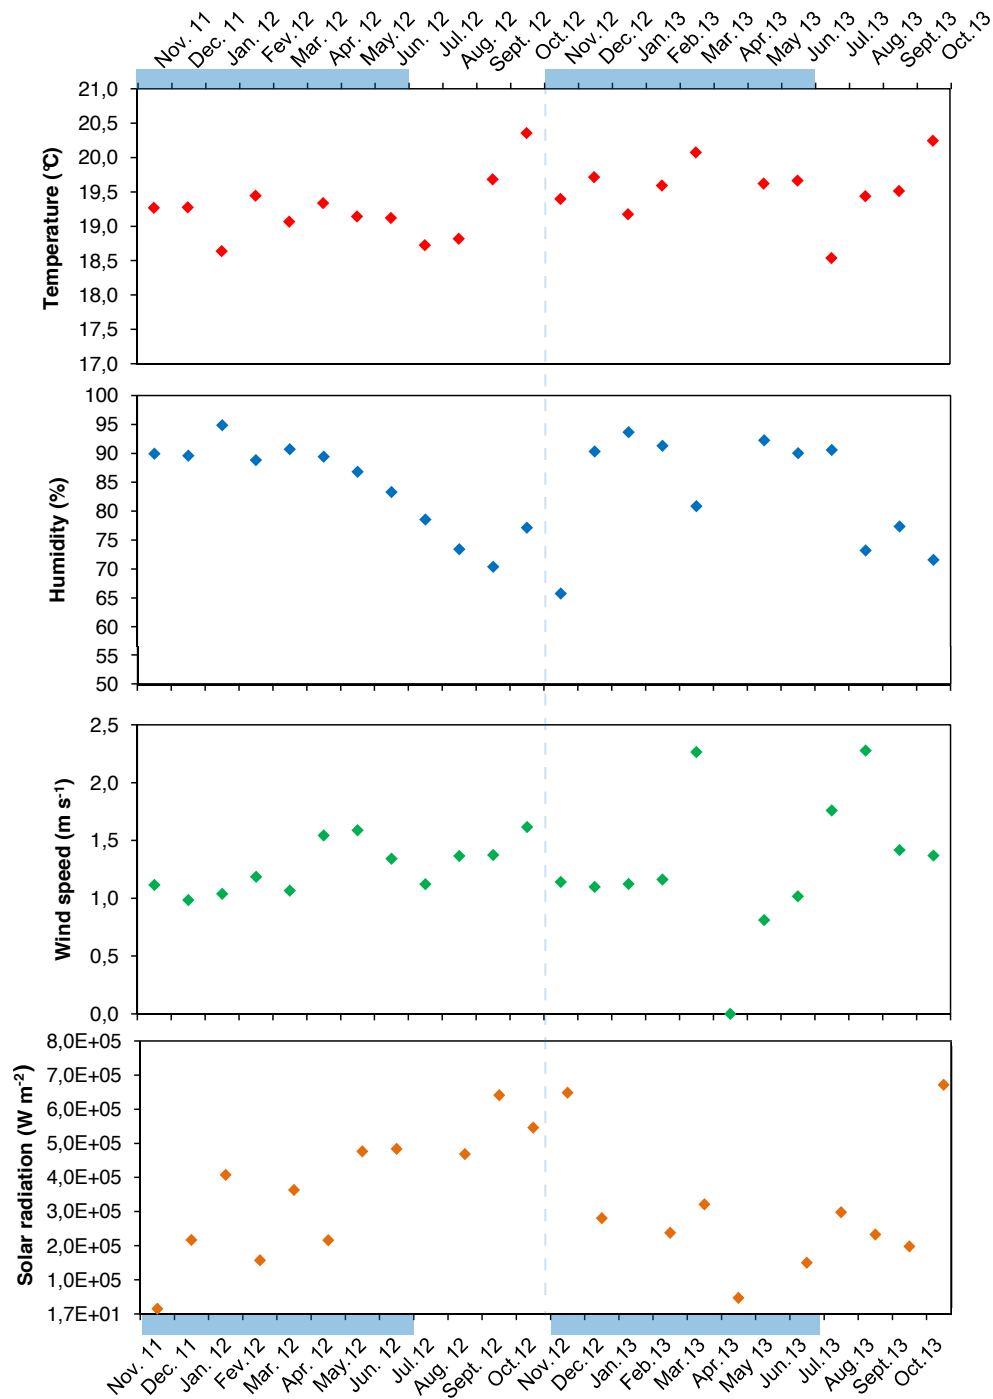 Nov. 11 Dec. 11 Jan. 12 Fev. 12 Mar. 12 Apr. 12 May. 12 Jun. 12 Jul. 12 Aug. 12 Sept. 12 Oct. 12 Nov. 12 Dec. 12 Jan.13 Feb.13 Mar.13 Apr.13 May 13 Jun.13 Jul.13 Aug.13 Sept.13 Oct.13
Temperature (°C)
21,0
20,5
20,0
19,5
19,0
18,5
18,0
17,5
17,0
Humidity (%)
100
95
90
85
80
75
70
65
60
55
50
Wind speed (m s-1)
2,5
2,0
1,5
1,0
0,5
0,0
Solar radiation (W m-2)
8,0E+05
7,0E+05
6,0E+05
5,0E+05
4,0E+05
3,0E+05
2,0E+05
1,0E+05
1,7E+01
Nov. 11 Dec. 11 Jan. 12 Fev.12 Mar. 12 Apr. 12 May.12 Jun. 12 Jul.12 Aug. 12 Sept. 12 Oct.12 Nov.12 Dec.12 Jan.13 Feb.13 Mar.13 Apr.13 May 13 Jun.13 Jul.13 Aug.13 Sept.13 Oct.13